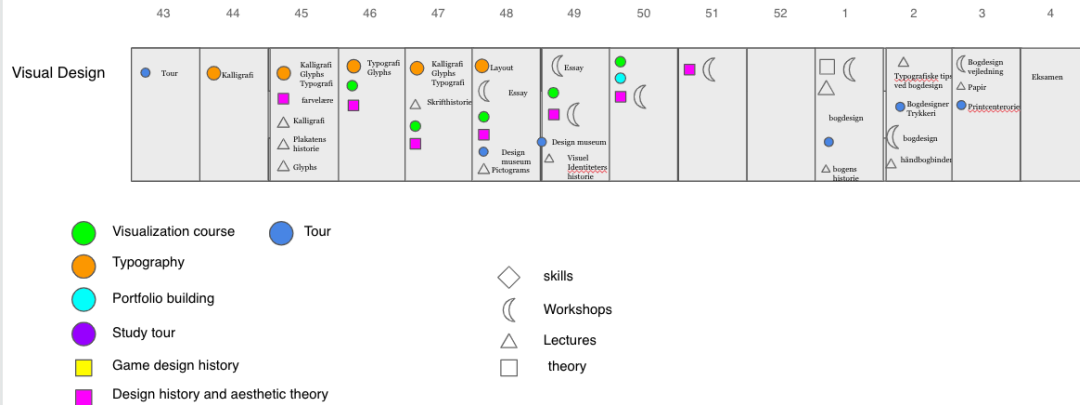 43 44 45 46 47 48 49 50 51 52 1 2 3 4
Visual Design
Tour
Kalligrafi
Kalligrafi
Glyphs
Typografi
farvelære
Kalligrafi
Plakatens
historie
Glyphs
Typografi
Glyphs
Kalligrafi
Glyphs
Typografi
Skrifthistorie
Layout
Essay
Design
museum
Pictograms
Essay
Design museum
Visuel
Identiteters
historie
bogdesign
bogens
historie
Typografiske tips
ved bogdesign
Bogdesigner
Trykkeri
bogdesign
håndbogbinder
Bogdesign
vejledning
Papir
Printcenterorie
Eksamen
Visualization course
Tour
Typography
Portfolio building
Study tour
Game design history
Design history and aesthetic theory
skills
Workshops
Lectures
theory